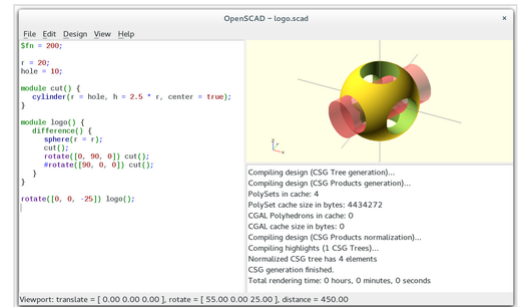 OpenSCAD – logo.scad
×
File Edit Design View Help
$fn = 200;
r = 20;
hole = 10;
module cut() {
cylinder(r = hole, h = 2.5 * r, center = true);
}
module logo() {
difference() {
sphere(r = r);
cut();
rotate([0, 90, 0]) cut();
#rotate([90, 0, 0]) cut();
}
}
rotate([0, 0, -25]) logo();
Compiling design (CSG Tree generation)...
Compiling design (CSG Products generation)...
PolySets in cache: 4
PolySet cache size in bytes: 4434272
CGAL Polyhedrons in cache: 0
CGAL cache size in bytes: 0
Compiling design (CSG Products normalization)...
Compiling highlights (1 CSG Trees)...
Normalized CSG tree has 4 elements
CSG generation finished.
Total rendering time: 0 hours, 0 minutes, 0 seconds
Viewport: translate = [ 0.00 0.00 0.00 ], rotate = [ 55.00 0.00 25.00 ], distance = 450.00